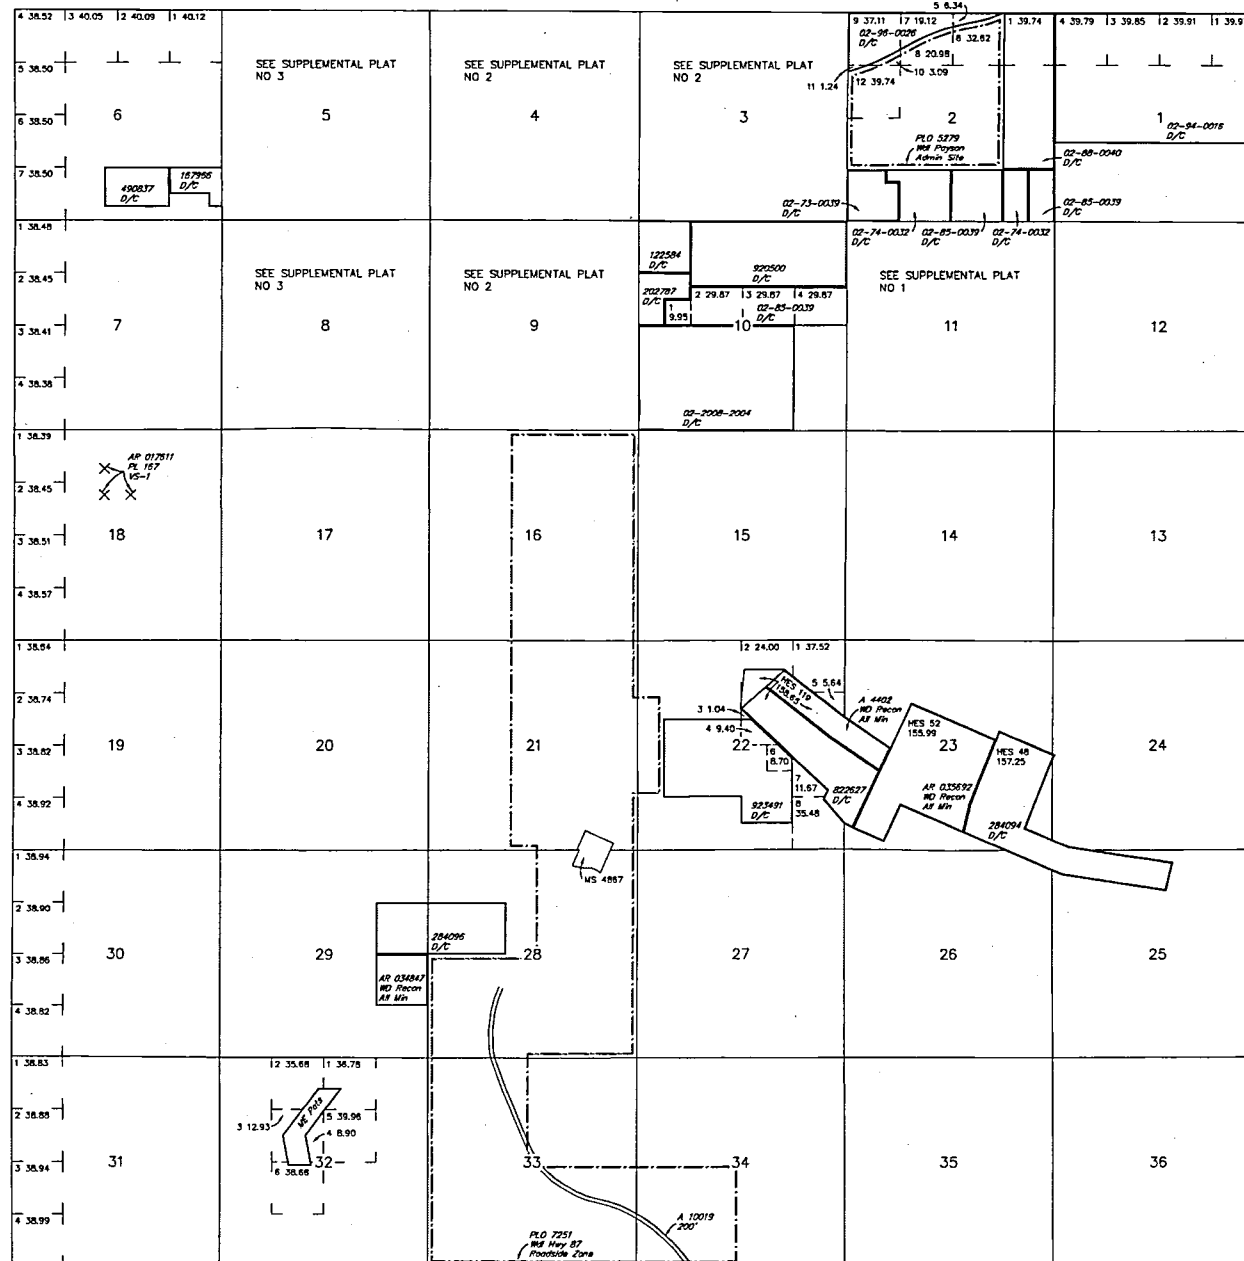 4 38.52
3 40.05
2 40.09
1 40.12
5 6.34
9 37.11
7 19.12
1 39.74
4 39.79
3 39.85
2 39.91
1 39.9
02-96-0026
D/C
6 32.62
8 20.98
10 3.09
11 1.24
12 39.74
SEE SUPPLEMENTAL PLAT
NO 3
SEE SUPPLEMENTAL PLAT
NO 2
SEE SUPPLEMENTAL PLAT
NO 2
5 38.50
6 38.50
6
5
4
3
2
1
02-94-0016
D/C
PLO 5279
Wdl Payson
Admin Site
02-88-0040
D/C
7 38.50
490837
D/C
167966
D/C
02-73-0039
D/C
02-85-0039
D/C
02-74-0032
D/C
02-85-0039
D/C
02-74-0032
D/C
1 38.48
2 38.45
SEE SUPPLEMENTAL PLAT
NO 3
SEE SUPPLEMENTAL PLAT
NO 2
122584
D/C
920500
D/C
SEE SUPPLEMENTAL PLAT
NO 1
202787
D/C
2 29.87
3 29.87
4 29.87
1
9.95
02-85-0039
D/C
3 38.41
7
8
9
10
11
12
4 38.38
02-2008-2004
D/C
1 38.39
AR 017611
PL 167
VS-1
2 38.45
3 38.51
18
17
16
15
14
13
4 38.57
1 38.64
2 24.00
1 37.52
2 38.74
HES 119
158.65
5 5.64
A 4402
WD Recon
All Min
3 1.04
4 9.40
HES 52
155.99
HES 48
157.25
3 38.82
19
20
21
22
23
24
6
8.70
7
11.67
8
35.48
822627
D/C
AR 035692
WD Recon
All Min
4 38.92
923491
D/C
284094
D/C
1 38.94
MS 4867
2 38.90
284096
D/C
3 38.86
30
29
28
27
26
25
AR 034847
WD Recon
All Min
4 38.82
1 38.83
2 35.66
1 36.78
2 38.88
ME Pats
3 12.93
5 39.96
4 8.90
3 38.94
31
32
33
34
35
36
6 38.66
4 38.99
A 10019
200'
PLO 7251
Wdl Hwy 87
Roadside Zone